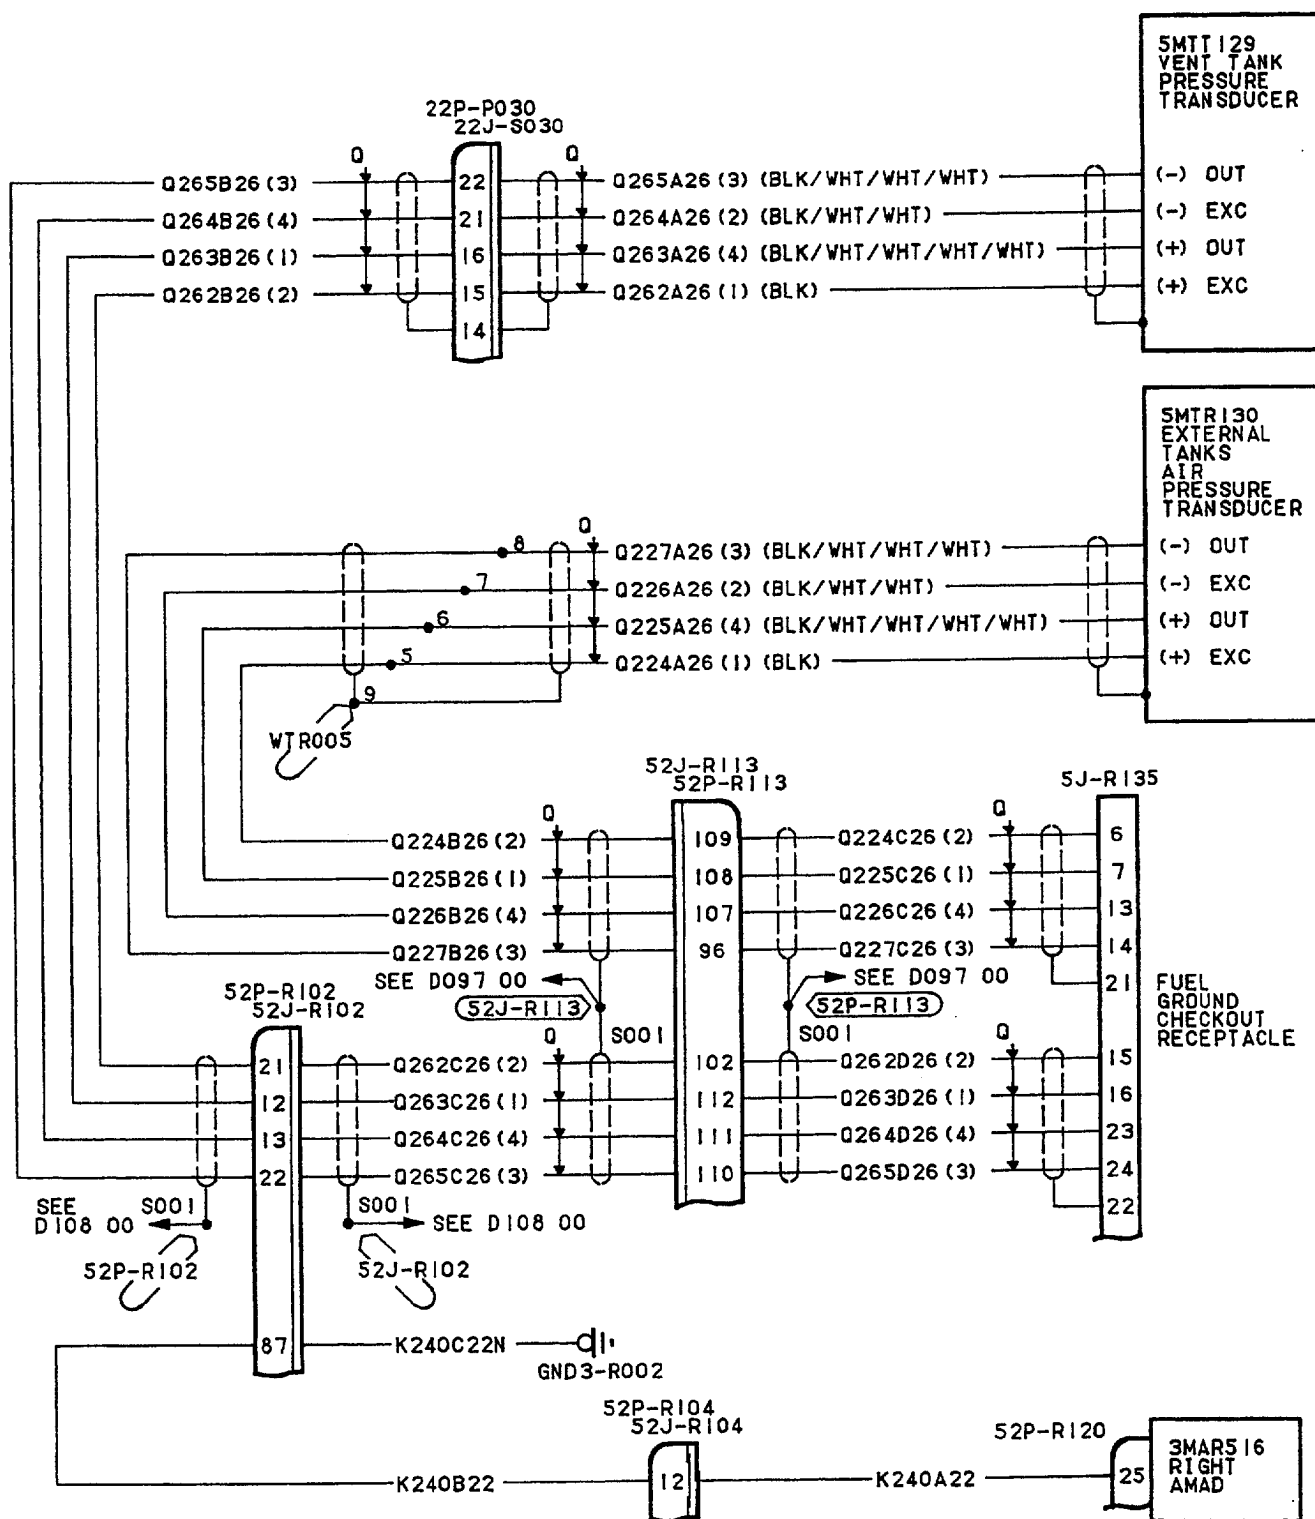 5MTT129
VENT TANK
PRESSURE
TRANSDUCER
22P-P030
22J-S030
Q
Q
Q265B26(3)
22
Q265A26(3)(BLK/WHT/WHT/WHT)
(-) OUT
Q264B26(4)
21
Q264A26(2)(BLK/WHT/WHT)
(-) EXC
Q263B26(1)
16
Q263A26(4)(BLK/WHT/WHT/WHT/WHT)
(+) OUT
Q262B26(2)
15
Q262A26(1)(BLK)
(+) EXC
14
5MTR130
EXTERNAL
TANKS
AIR
PRESSURE
TRANSDUCER
Q
8
Q227A26(3)(BLK/WHT/WHT/WHT)
(-) OUT
7
Q226A26(2)(BLK/WHT/WHT)
(-) EXC
6
Q225A26(4)(BLK/WHT/WHT/WHT/WHT)
(+) OUT
5
Q224A26(1)(BLK)
(+) EXC
9
WTR005
52J-R113
52P-R113
5J-R135
Q
Q
Q224B26(2)
109
Q224C26(2)
6
Q225B26(1)
108
Q225C26(1)
7
Q226B26(4)
107
Q226C26(4)
13
Q227B26(3)
96
Q227C26(3)
14
SEE D097 00
SEE D097 00
21
FUEL
GROUND
CHECKOUT
RECEPTACLE
52P-R102
52J-R102
52J-R113
52P-R113
S001
S001
Q
Q
21
Q262C26(2)
102
Q262D26(2)
15
12
Q263C26(1)
112
Q263D26(1)
16
13
Q264C26(4)
111
Q264D26(4)
23
22
Q265C26(3)
110
Q265D26(3)
24
22
SEE
D108 00
S001
S001
SEE D108 00
52P-R102
52J-R102
87
K240C22N
GND3-R002
52P-R104
52J-R104
52P-R120
3MAR516
RIGHT
AMAD
K240B22
12
K240A22
25